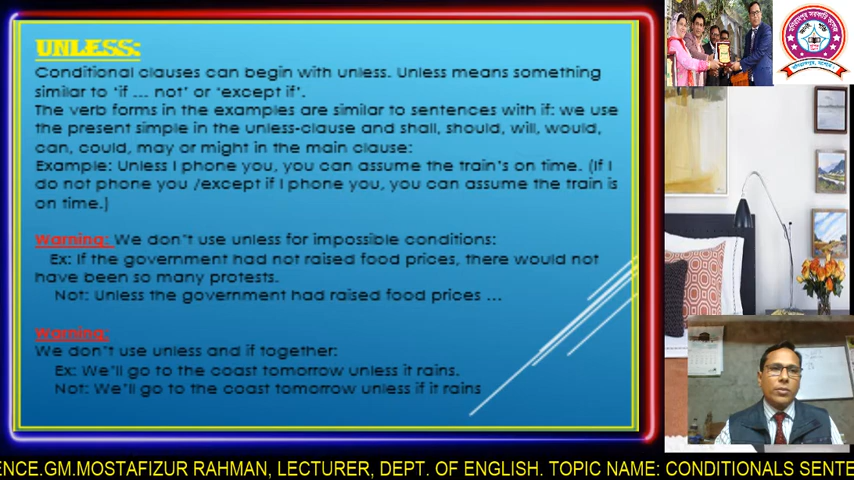 UNLESS:
Conditional clauses can begin with unless. Unless means something
similar to 'if ... not' or 'except if'.
The verb forms in the examples are similar to sentences with if: we use
the present simple in the unless-clause and shall, should, will, would,
can, could, may or might in the main clause:
Example: Unless I phone you, you can assume the train's on time. (If I
do not phone you /except if I phone you, you can assume the train is
on time.)
Warning: We don't use unless for impossible conditions:
Ex: If the government had not raised food prices, there would not
have been so many protests.
Not: Unless the government had raised food prices ...
Warning:
We don't use unless and if together:
Ex: We'll go to the coast tomorrow unless it rains.
Not: We'll go to the coast tomorrow unless if it rains
ENCE.GM.MOSTAFIZUR RAHMAN, LECTURER, DEPT. OF ENGLISH. TOPIC NAME: CONDITIONALS SENTE